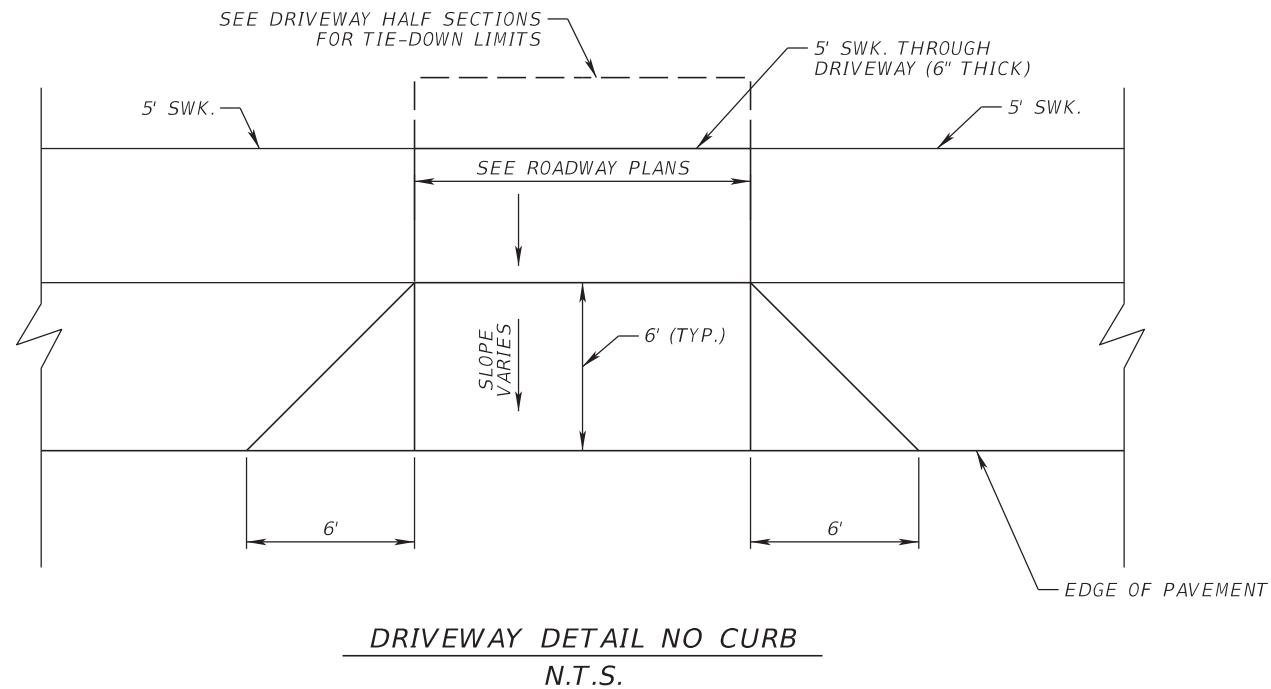 SEE DRIVEWAY HALF SECTIONS
FOR TIE-DOWN LIMITS
5' SWK. THROUGH
DRIVEWAY (6" THICK)
5' SWK.
5' SWK.
SEE ROADWAY PLANS
SLOPE
VARIES
6' (TYP.)
6'
6'
EDGE OF PAVEMENT
DRIVEWAY DETAIL NO CURB
N.T.S.